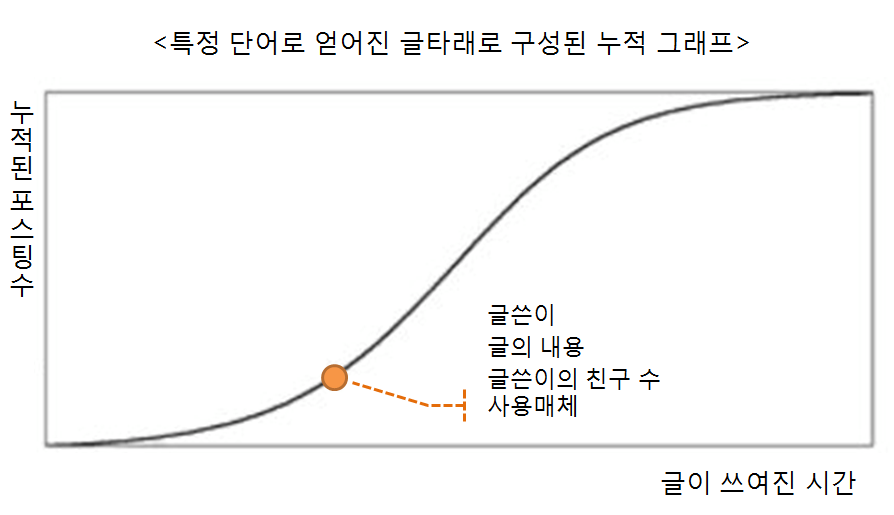 <특정 단어로 얻어진 글타래로 구성된 누적 그래프>
누적된 포스팅수
글쓴이
글의 내용
글쓴이의 친구 수
사용매체
글이 쓰여진 시간